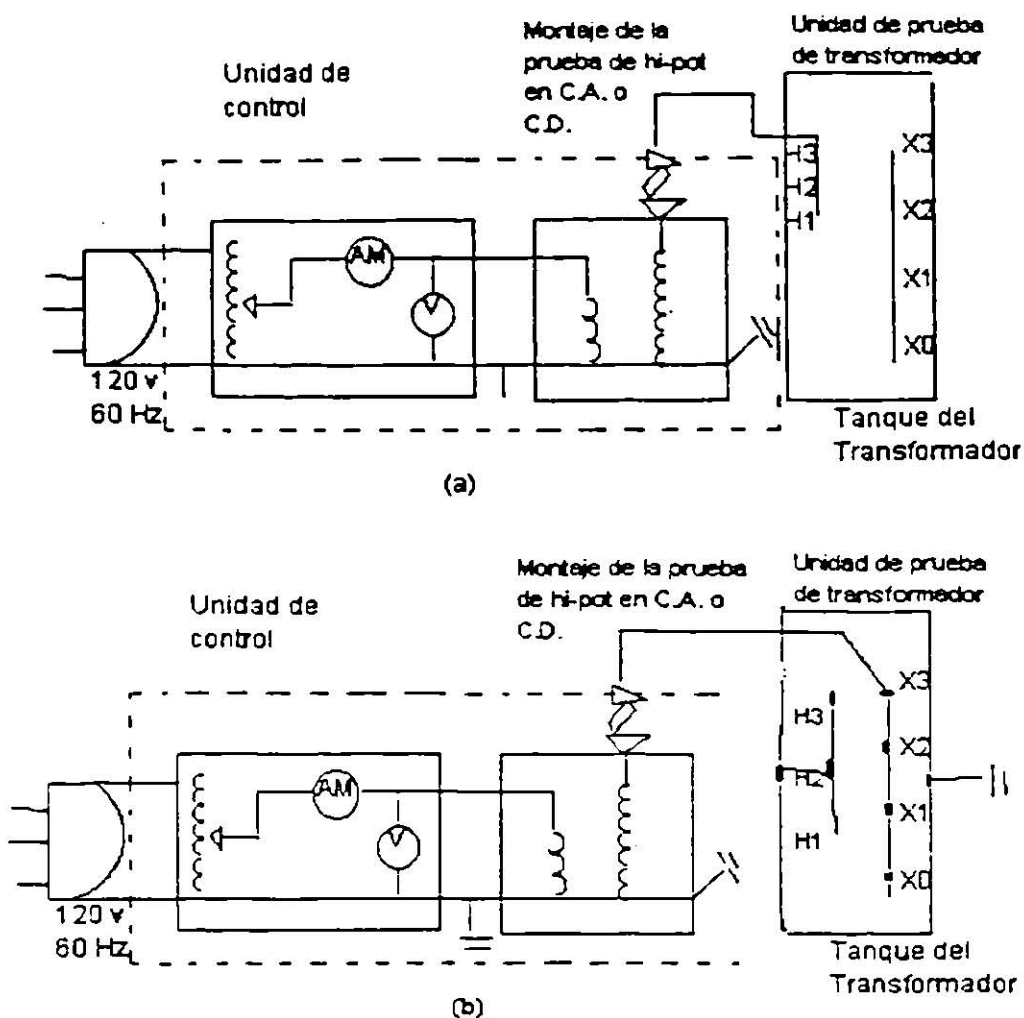 Unidad de
control
Montaje de la
prueba de hi-pot
en C.A. o
C.D.
Unidad de prueba
de transformador
H3
H2
H1
X3
X2
X1
X0
AM
V
120 v
60 Hz
Tanque del
Transformador
(a)
Unidad de
control
Montaje de la prueba
de hi-pot en C.A. o
C.D.
Unidad de prueba
de transformador
H3
H2
H1
X3
X2
X1
X0
AM
V
120 v
60 Hz
Tanque del
Transformador
(b)